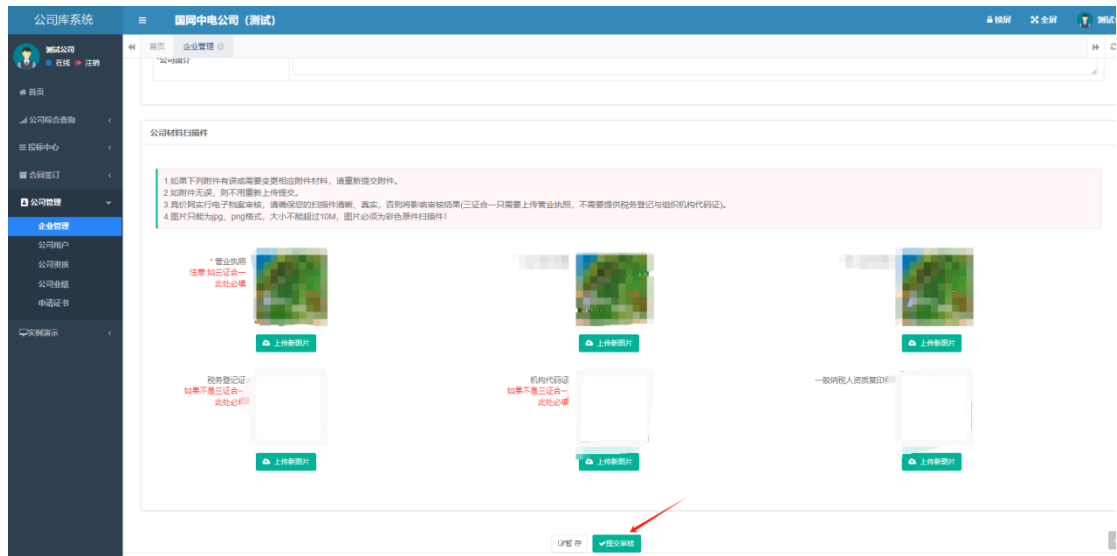 公司库系统
国网中电公司（测试）
锁屏 全屏
测试公司
在线 注销
首页 企业管理
*公司简介
首页
公司综合查询
投标中心
合同签订
公司管理
企业管理
公司用户
公司资质
公司业绩
申请证书
实例演示
公司材料扫描件
1.如果下列附件有误或需要变更相应附件材料，请重新提交附件。
2.如附件无误，则不用重新上传提交。
3.竞价网实行电子档案审核，请确保您的扫描件清晰、真实，否则将影响审核结果(三证合一只需要上传营业执照，不需要提供税务登记与组织机构代码证)。
4.图片只能为jpg、png格式，大小不能超过10M，图片必须为彩色原件扫描件！
* 营业执照
注意:如三证合一
此处必填
上传新图片 上传新图片 上传新图片
税务登记证
如果不是三证合一
此处必填
机构代码证
如果不是三证合一
此处必填
一般纳税人资质复印
上传新图片 上传新图片 上传新图片
暂 存 提交审核